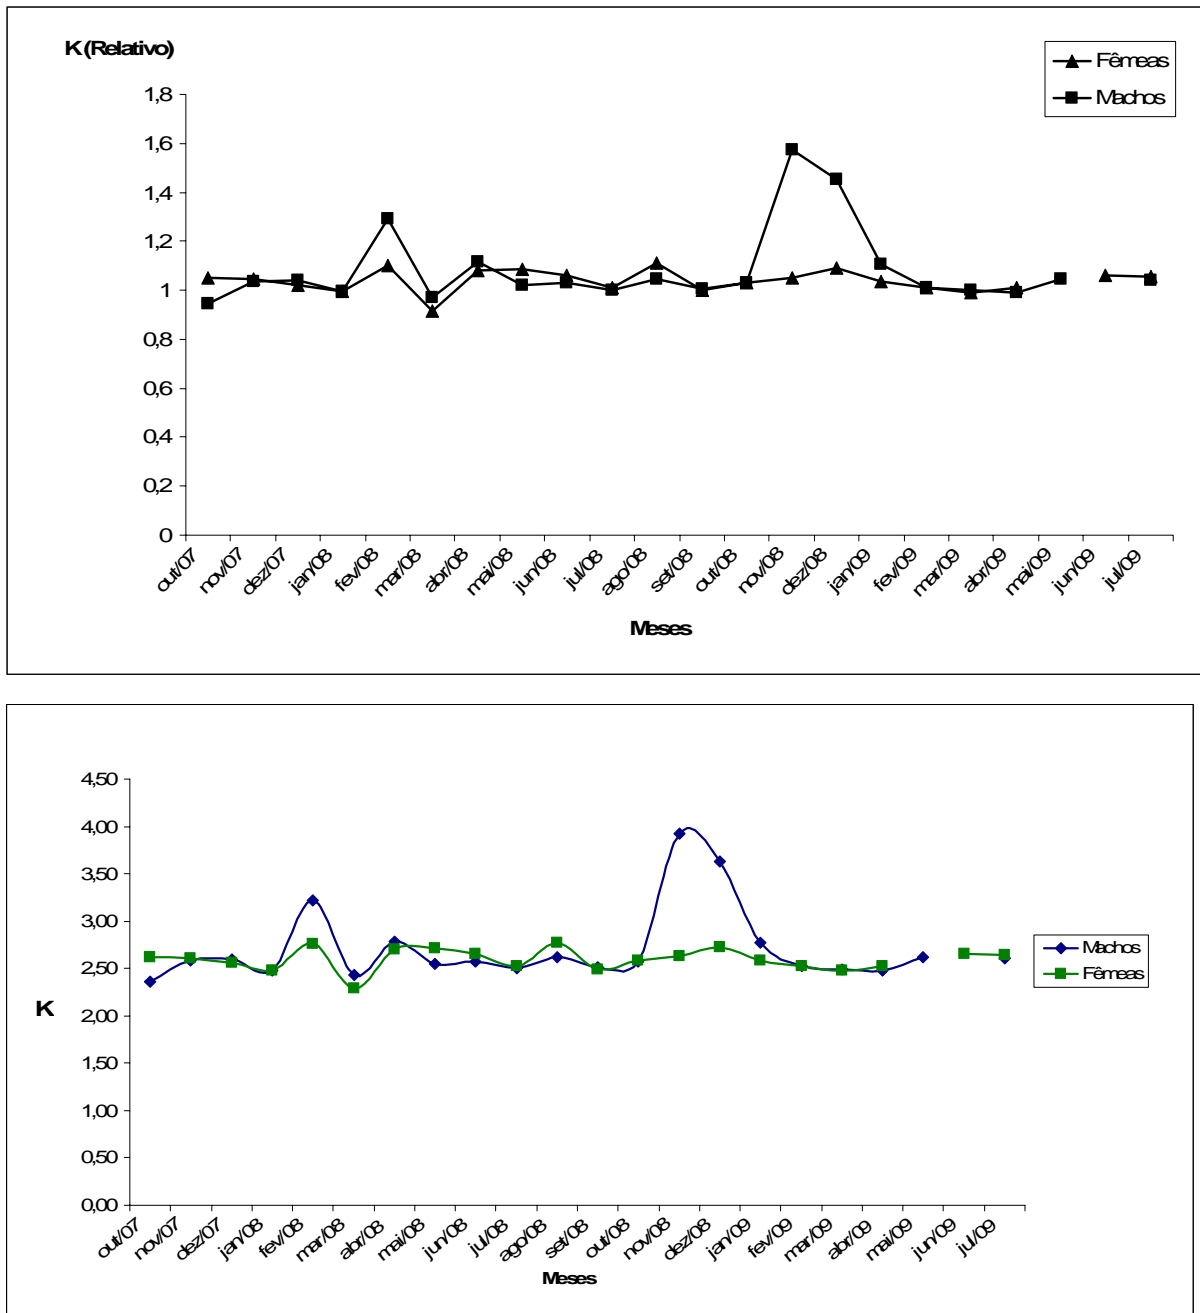 K (Relativo)
Fêmeas
Machos
1,8
1,6
1,4
1,2
1
0,8
0,6
0,4
0,2
0
out/07 nov/07 dez/07 jan/08 fev/08 mar/08 abr/08 mai/08 jun/08 jul/08 ago/08 set/08 out/08 nov/08 dez/08 jan/09 fev/09 mar/09 abr/09 mai/09 jun/09 jul/09
Meses
4,50
4,00
3,50
3,00
2,50
2,00
1,50
1,00
0,50
0,00
K
Machos
Fêmeas
out/07 nov/07 dez/07 jan/08 fev/08 mar/08 abr/08 mai/08 jun/08 jul/08 ago/08 set/08 out/08 nov/08 dez/08 jan/09 fev/09 mar/09 abr/09 mai/09 jun/09 jul/09
Meses